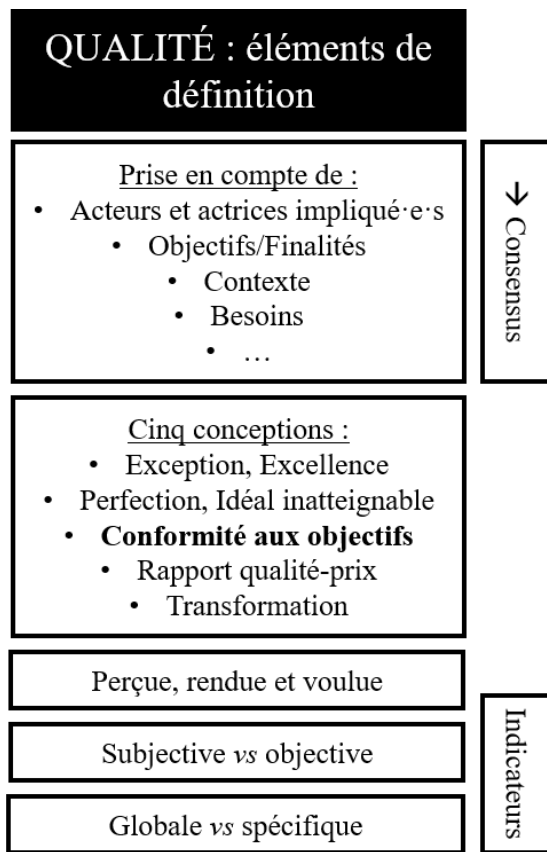 QUALITÉ : éléments de
définition
Prise en compte de :
• Acteurs et actrices impliqué·e·s
• Objectifs/Finalités
• Contexte
• Besoins
• …
→ Consensus
Cinq conceptions :
• Exception, Excellence
• Perfection, Idéal inatteignable
• Conformité aux objectifs
• Rapport qualité-prix
• Transformation
Perçue, rendue et voulue
Subjective vs objective
Globale vs spécifique
Indicateurs